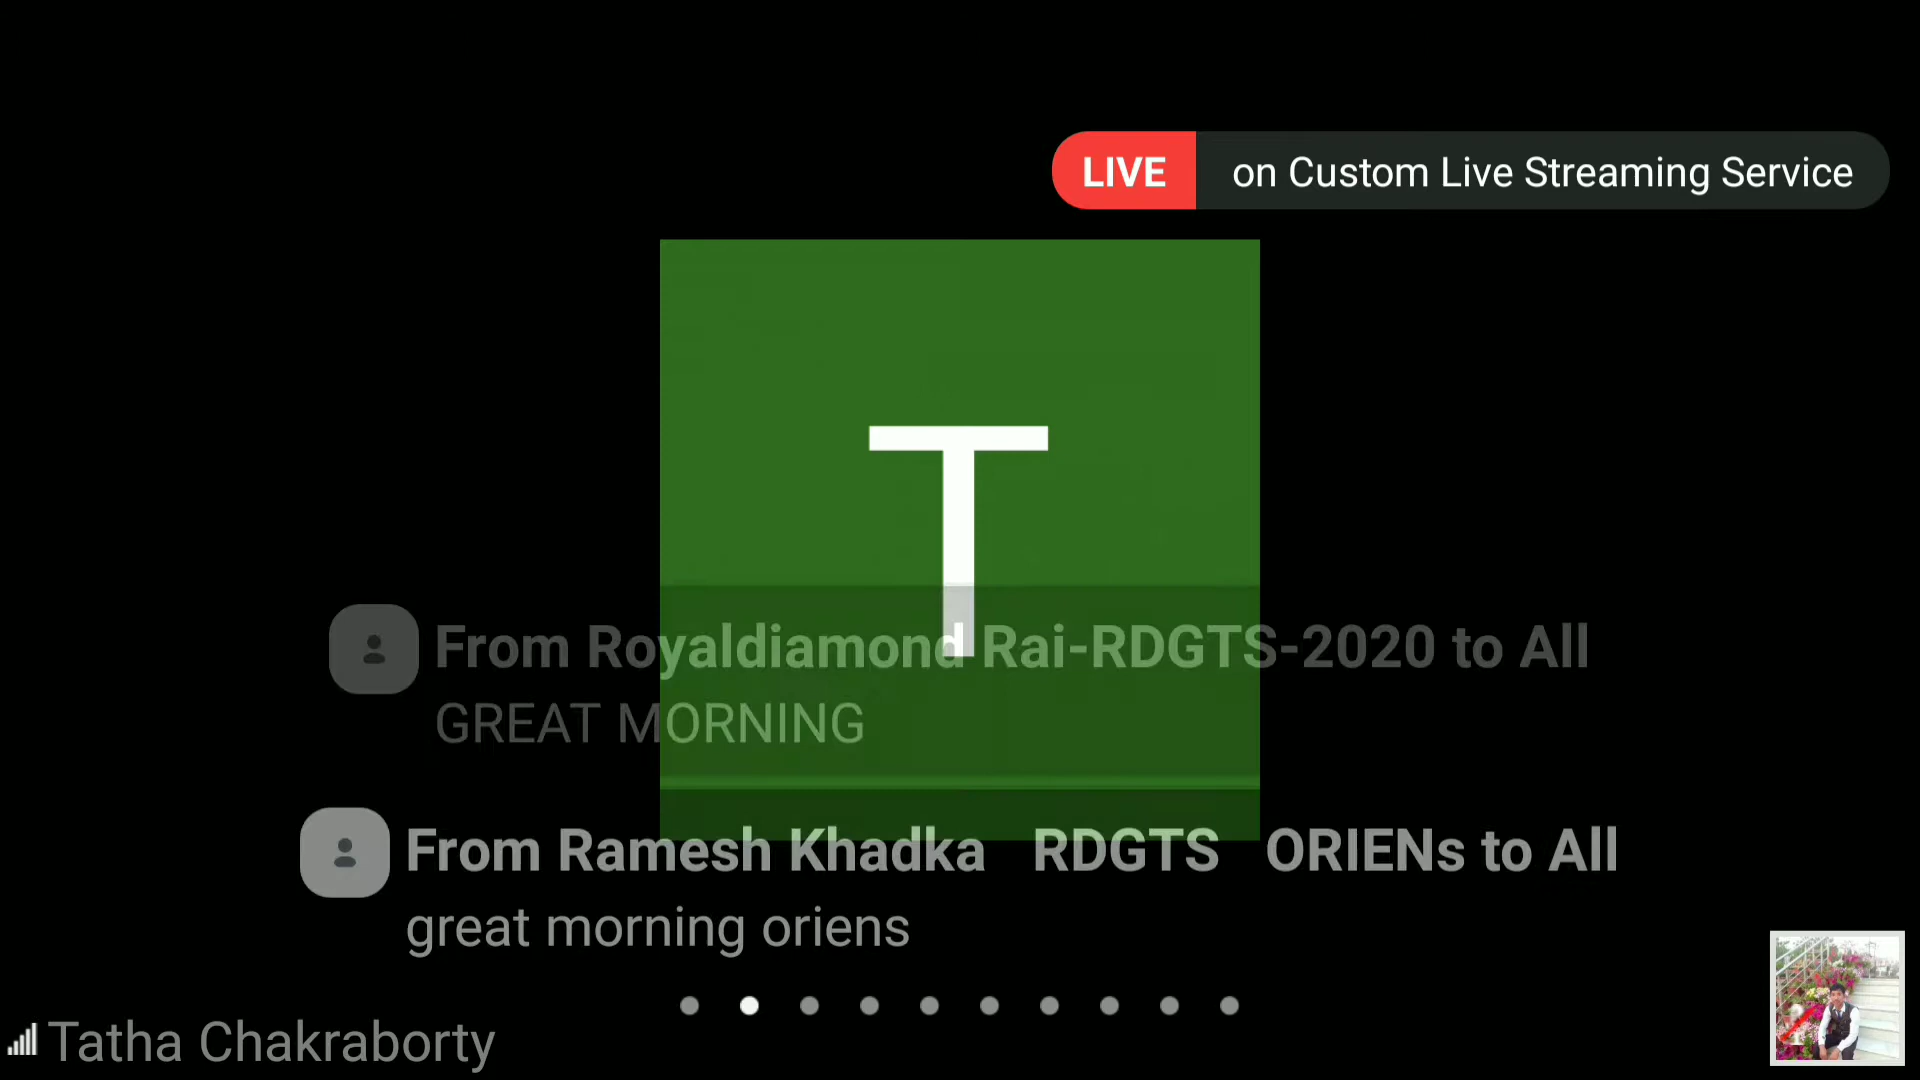 LIVE on Custom Live Streaming Service
T
From Royaldiamond Rai-RDGTS-2020 to All
GREAT MORNING
From Ramesh Khadka RDGTS ORIENs to All
great morning oriens
Tatha Chakraborty